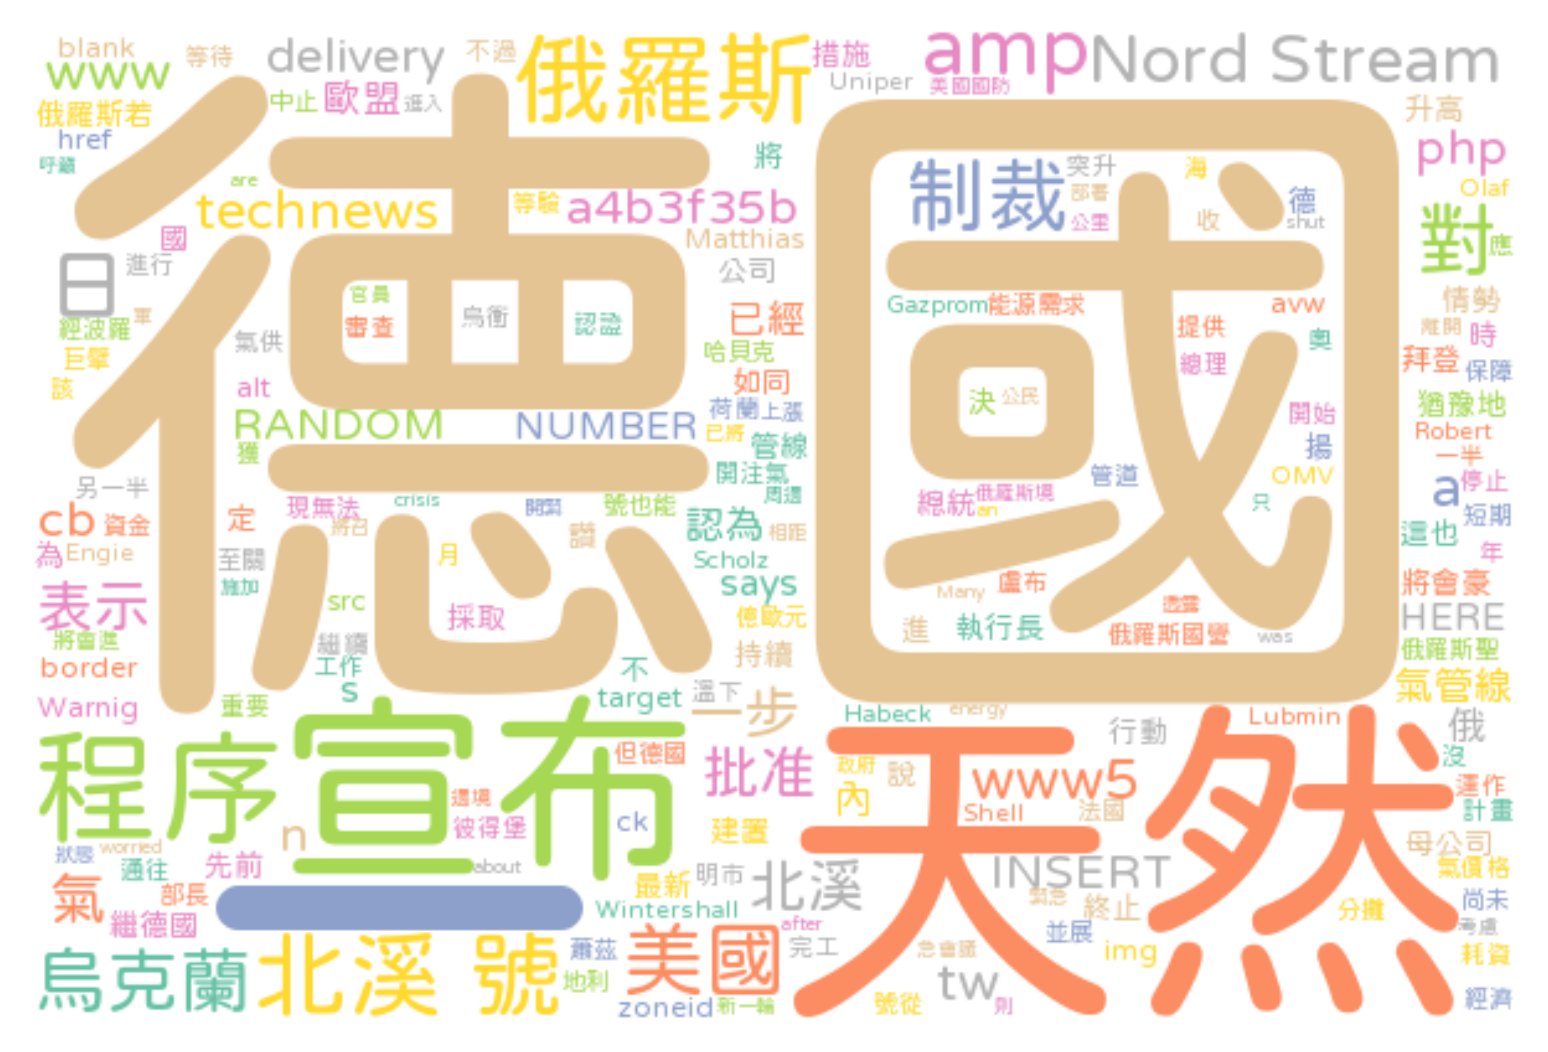 blank
等待
delivery
不過
俄羅斯
措施
amp
Nord Stream
www
Uniper
美國國防
俄羅斯若
中止
歐盟
進入
升高
href
呼籲
將
制裁
突升
海
php
are
部署
德
Olaf
technews
等驗
a4b3f35b
公里
收
shut
對
應
國
Matthias
日
進行
公司
官員
烏衝
認證
Gazprom
能源需求
avw
情勢
軍
經波羅
審查
已經
提供
奧
離開
時
氣供
巨擘
哈貝克
總理
拜登
保障
該
alt
如同
決
公民
猶豫地
德國
RANDOM
NUMBER
荷蘭
上漲
開始
Robert
獲
已將
管線
揚
一半
另一半
開注氣
管道
OMV
a
停止
現無法
crisis
開緊
號也能
周遭
總統
俄羅斯境
只
短期
cb
資金
定
將召
讚
認為
相距
an
這也
為
Engie
至關
月
Scholz
年
施加
says
Many
盧布
將會豪
表示
src
採取
億歐元
進
執行長
透露
俄羅斯國營
was
HERE
將會進
繼續
持續
俄羅斯聖
border
工作
不
s
target
溫下
氣管線
Warnig
重要
一步
Habeck
energy
行動
Lubmin
俄
程序
宣布
但德國
批准
政府
說
天然
www5
沒
運作
還境
內
Shell
法國
計畫
n
彼得堡
ck
建置
母公司
狀態
worried
通往
先前
about
明市
北溪
INSERT
氣價格
氣
部長
最新
緊急
終止
分攤
尚未
繼德國
Wintershall
after
並展
考慮
烏克蘭
北溪 號
蕭茲
美國
完工
急會議
img
耗資
地利
tw
zoneid
新一輪
號從
則
經濟